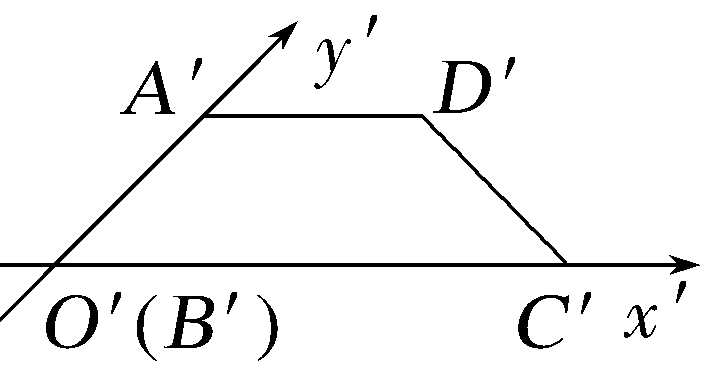 y′
A′ D′
O′(B′) C′ x′